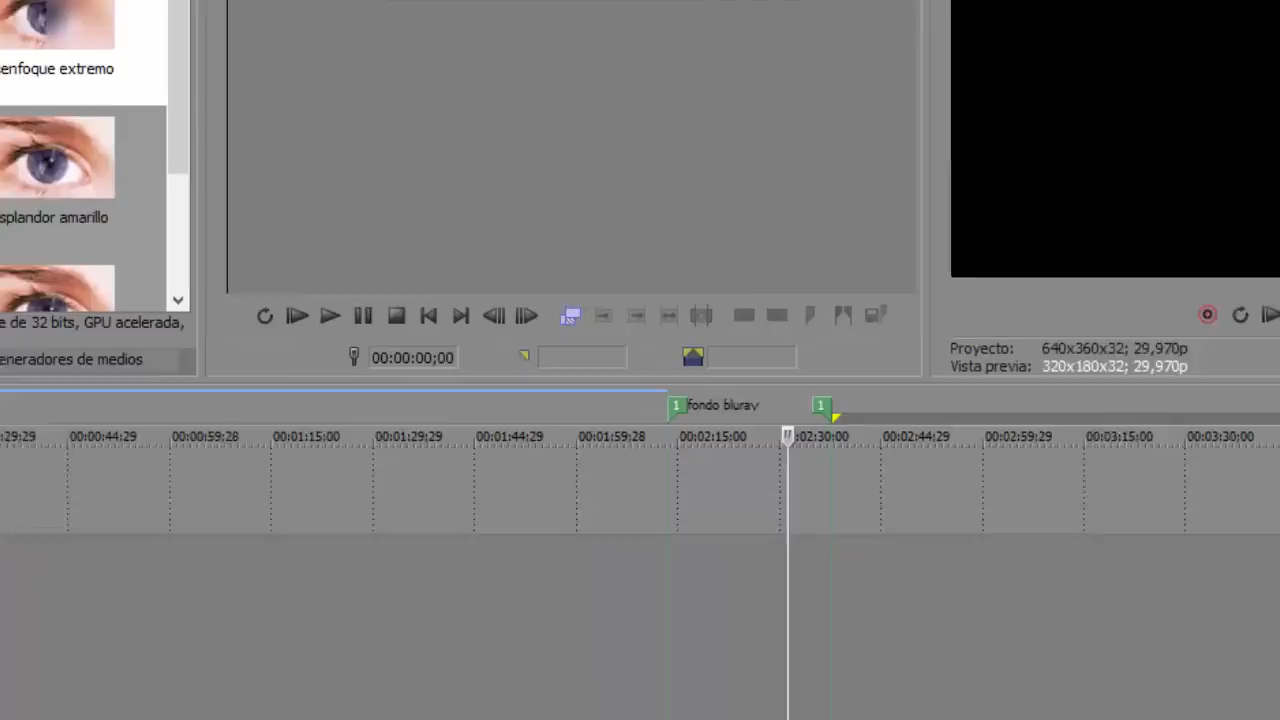 enfoque extremo
splandor amarillo
e de 32 bits, GPU acelerada,
eneradores de medios
00:00:00;00
Proyecto: 640x360x32; 29,970p
Vista previa: 320x180x32; 29,970p
1 fondo bluray 1
:29;29 00:00:44;29 00:00:59;28 00:01:15;00 00:01:29;29 00:01:44;29 00:01:59;28 00:02:15;00 :02:30;00 00:02:44;29 00:02:59;29 00:03:15;00 00:03:30;00